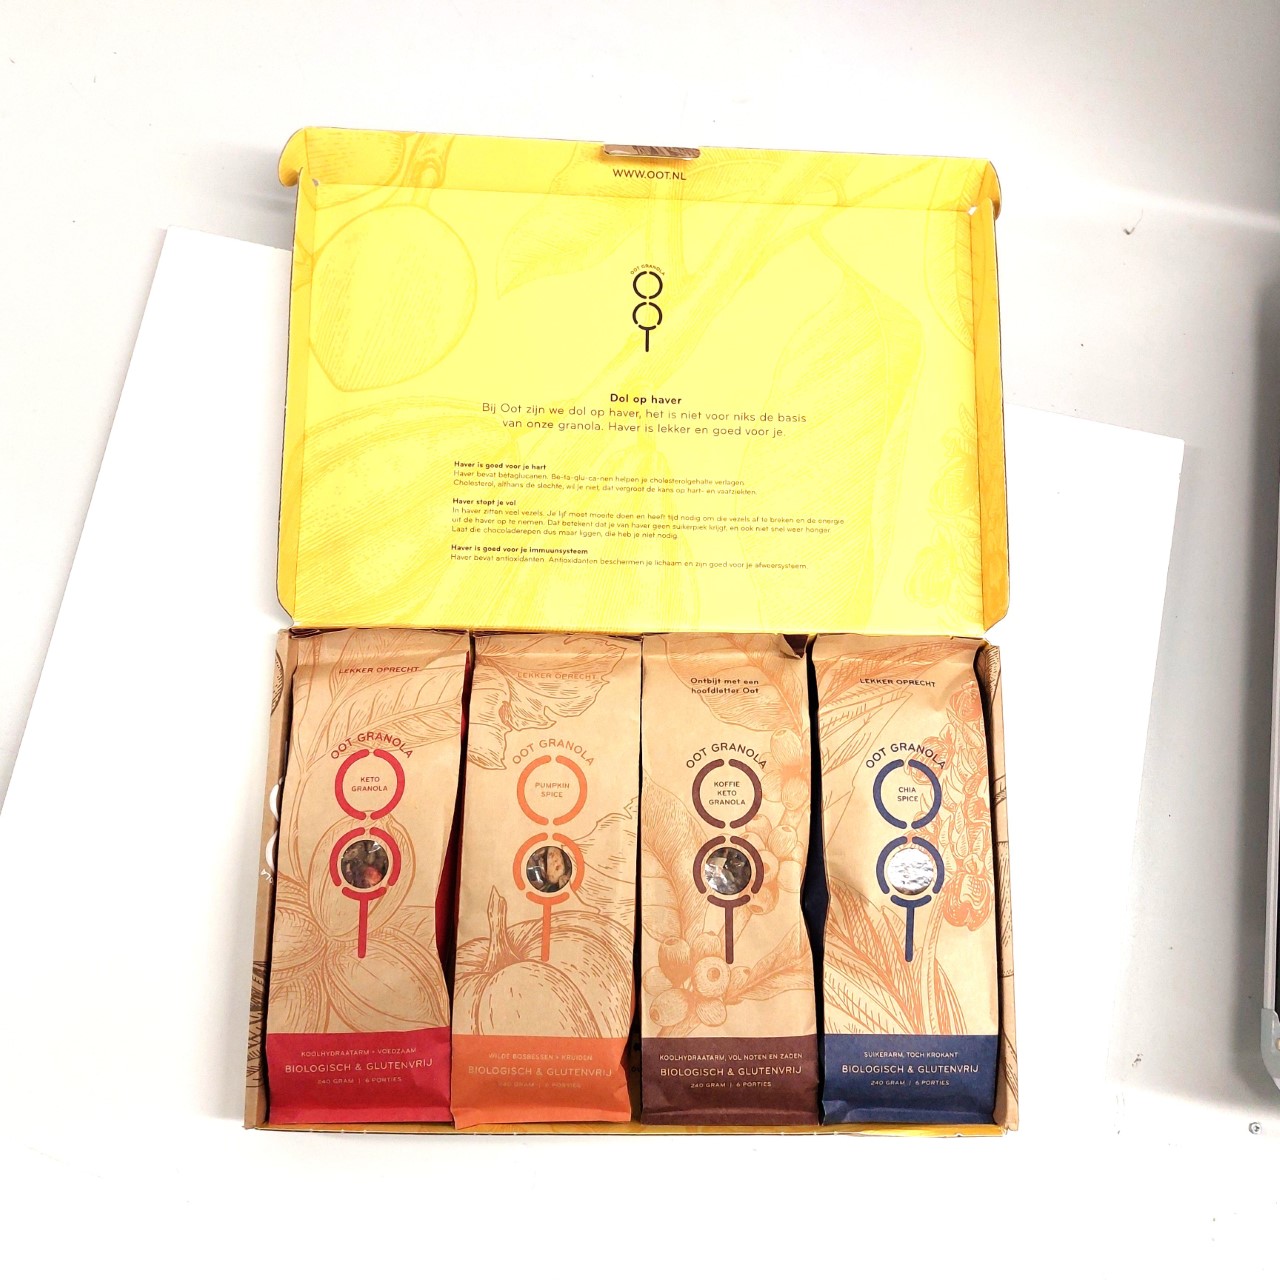 WWW.OOT.NL
OOT GRANOLA
OOT
Dol op haver
Bij Oot zijn we dol op haver, het is niet voor niks de basis
van onze granola. Haver is lekker en goed voor je.
Haver is goed voor je hart
Haver bevat bètaglucanen. Be-ta-glu-ca-nen helpen je cholesterolgehalte verlagen.
Cholesterol, althans de slechte, wil je niet, dat vergroot de kans op hart- en vaatziekten.
Haver stopt je vol
In haver zitten veel vezels. Je lijf moet moeite doen en heeft tijd nodig om die vezels af te breken en de energie
uit de haver op te nemen. Dat betekent dat je van haver geen suikerpiek krijgt, en ook niet snel weer honger.
Laat die chocoladerepen dus maar liggen, die heb je niet nodig.
Haver is goed voor je immuunsysteem
Haver bevat antioxidanten. Antioxidanten beschermen je lichaam en zijn goed voor je afweersysteem.
LEKKER OPRECHT
OOT GRANOLA
KETO
GRANOLA
KOOLHYDRAATARM + VOEDZAAM
BIOLOGISCH & GLUTENVRIJ
240 GRAM | 6 PORTIES
LEKKER OPRECHT
OOT GRANOLA
PUMPKIN
SPICE
WILDE BOSBESSEN + KRUIDEN
BIOLOGISCH & GLUTENVRIJ
240 GRAM | 6 PORTIES
Ontbijt met een
hoofdletter Oot
OOT GRANOLA
KOFFIE
KETO
GRANOLA
KOOLHYDRAATARM, VOL NOTEN EN ZADEN
BIOLOGISCH & GLUTENVRIJ
240 GRAM | 6 PORTIES
LEKKER OPRECHT
OOT GRANOLA
CHIA
SPICE
SUIKERARM, TOCH KROKANT
BIOLOGISCH & GLUTENVRIJ
240 GRAM | 6 PORTIES